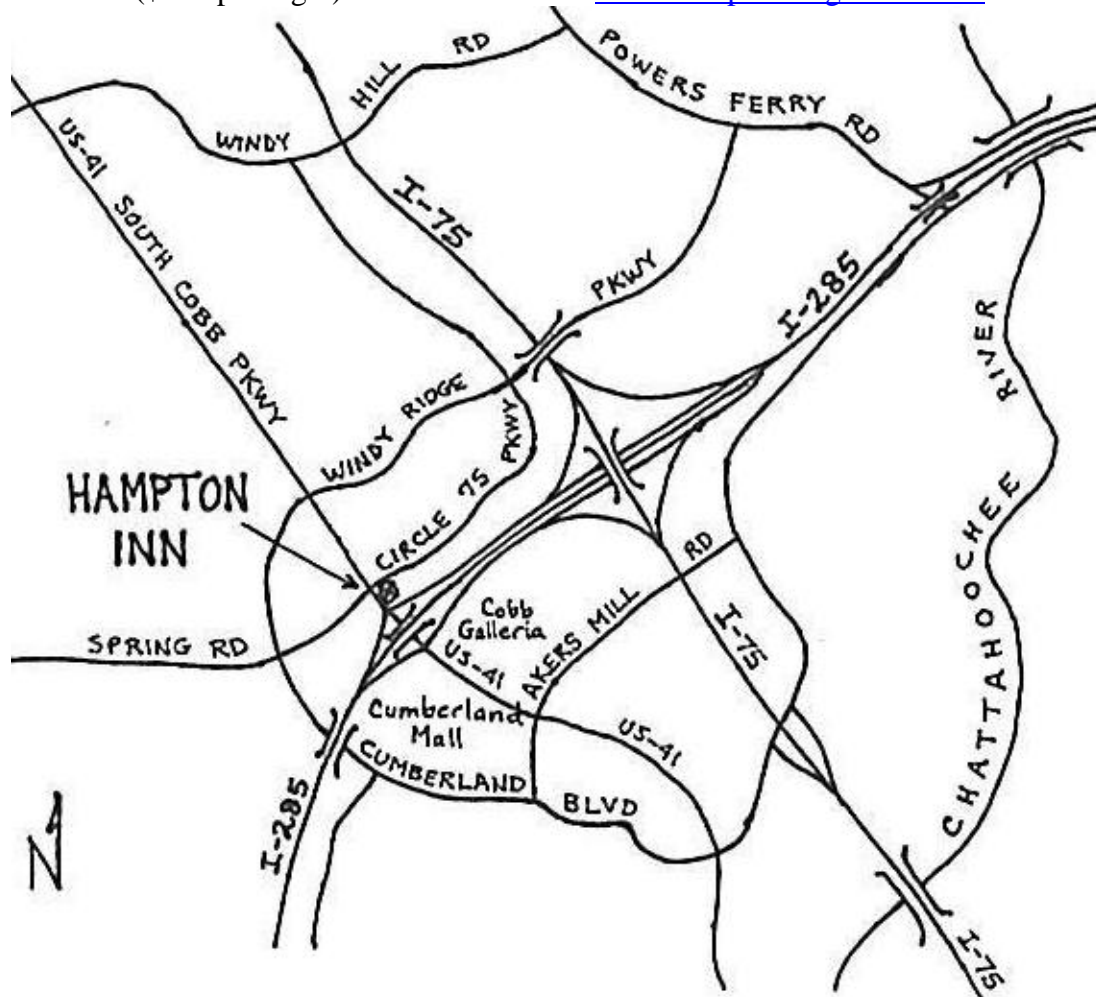 HILL RD
POWERS FERRY RD
WINDY
US-41 SOUTH COBB PKWY
I-75
PKWY
I-285
WINDY RIDGE
PKWY
HAMPTON
INN
CIRCLE 75
RIVER
CHATTAHOOCHEE
SPRING RD
Cobb
Galleria
US-41
AKERS MILL RD
I-75
Cumberland
Mall
US-41
CUMBERLAND BLVD
I-285
N
I-75